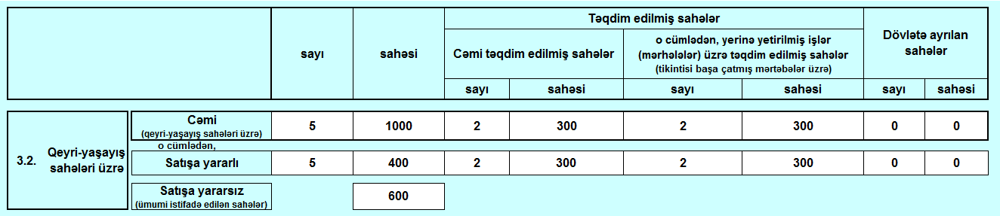 Təqdim edilmiş sahələr
sayı sahəsi Cəmi təqdim edilmiş sahələr o cümlədən, yerinə yetirilmiş işlər Dövlətə ayrılan
(mərhələlər) üzrə təqdim edilmiş sahələr sahələr
(tikintisi başa çatmış mərtəbələr üzrə)
sayı sahəsi sayı sahəsi sayı sahəsi
3.2. Qeyri-yaşayış
sahələri üzrə
Cəmi 5 1000 2 300 2 300 0 0
(qeyri-yaşayış sahələri üzrə)
o cümlədən,
Satışa yararlı 5 400 2 300 2 300 0 0
Satışa yararsız 600
(ümumi istifadə edilən sahələr)